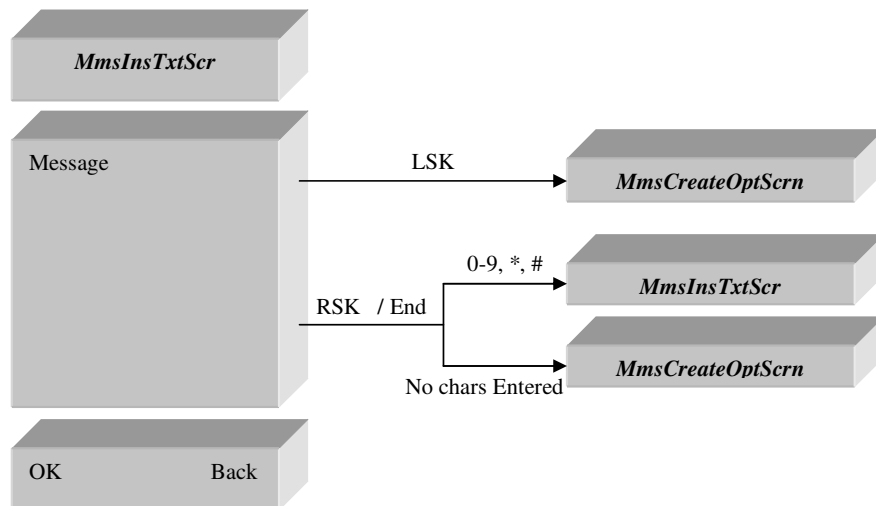 MmsInsTxtScr
Message
LSK
MmsCreateOptScrn
0-9, *, #
MmsInsTxtScr
RSK / End
MmsCreateOptScrn
No chars Entered
OK Back